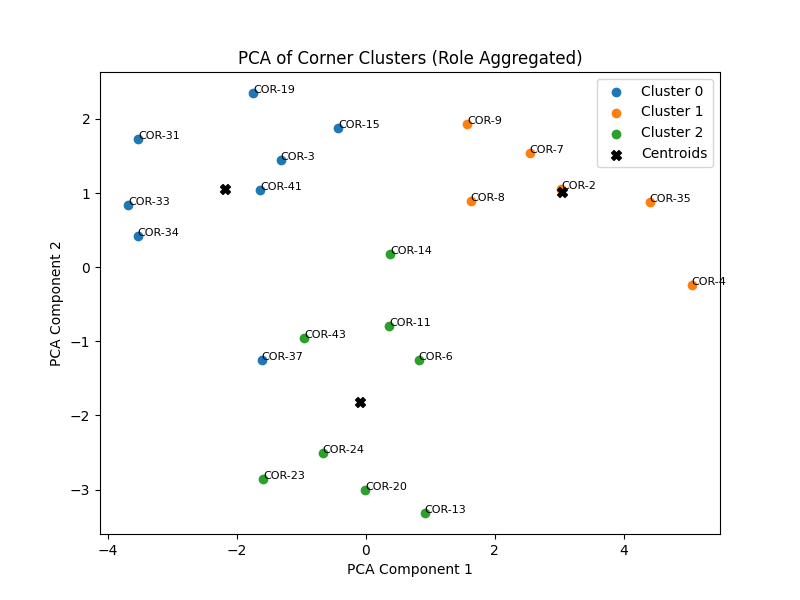 PCA of Corner Clusters (Role Aggregated)
COR-19
Cluster 0
Cluster 1
Cluster 2
Centroids
COR-15
COR-9
COR-31
COR-3
COR-7
COR-41
COR-2
COR-33
COR-8
COR-35
COR-34
COR-14
COR-4
COR-11
COR-43
COR-37
COR-6
COR-24
COR-23
COR-20
COR-13
2
1
0
−1
−2
−3
PCA Component 2
−4
−2
0
2
4
PCA Component 1